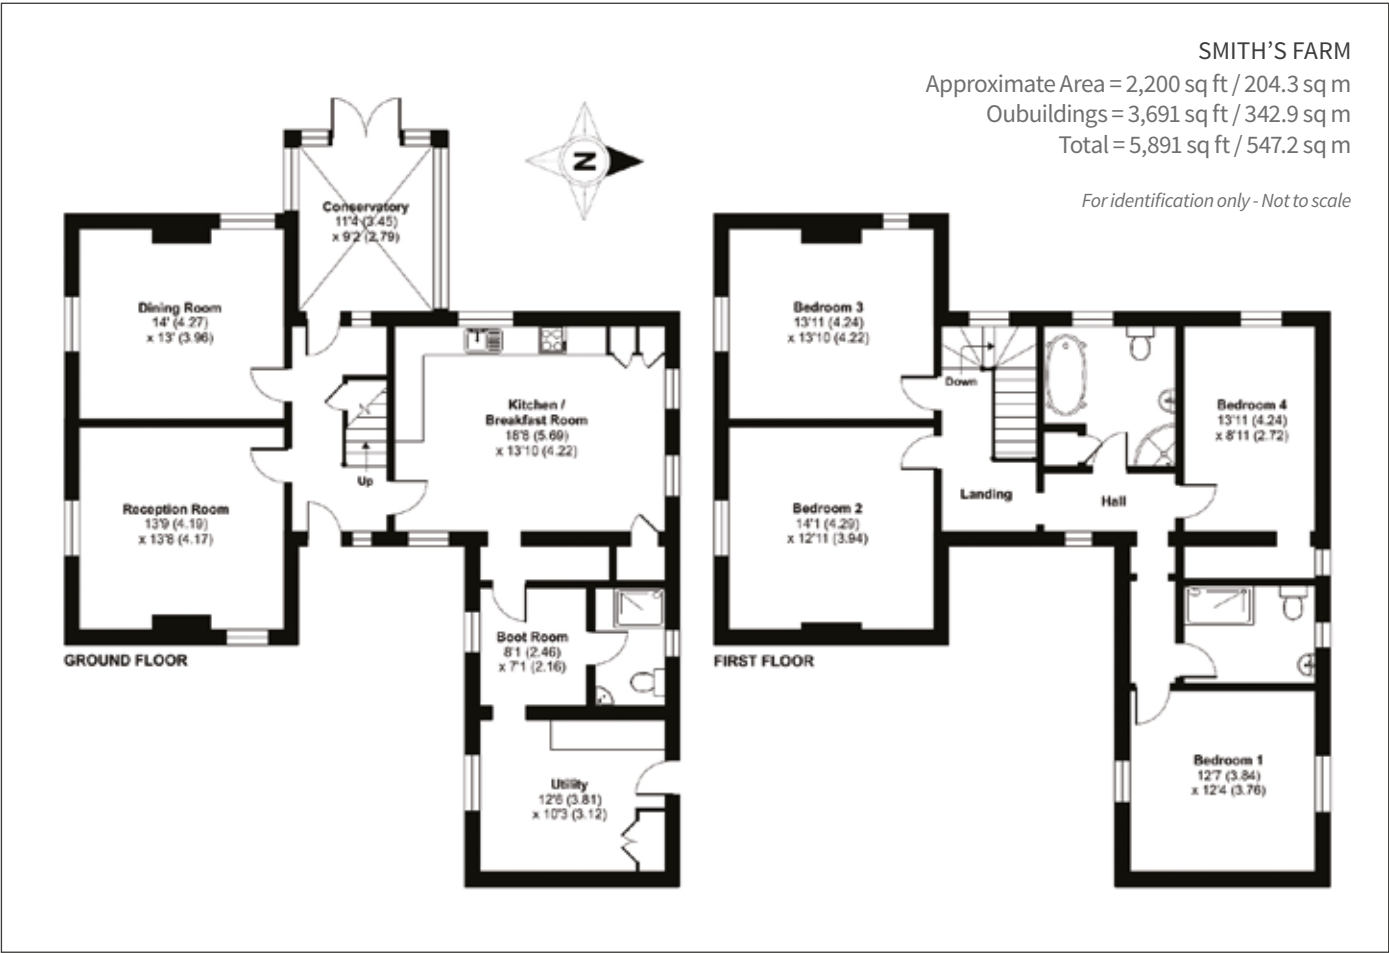 SMITH'S FARM
Approximate Area = 2,200 sq ft / 204.3 sq m
Oubuildings = 3,691 sq ft / 342.9 sq m
Total = 5,891 sq ft / 547.2 sq m
For identification only - Not to scale
N
Conservatory
11'4 (3.45)
x 9'2 (2.79)
Dining Room
14' (4.27)
x 13' (3.96)
Kitchen /
Breakfast Room
18'8 (5.69)
x 13'10 (4.22)
Up
Reception Room
13'9 (4.19)
x 13'8 (4.17)
Boot Room
8'1 (2.46)
x 7'1 (2.16)
Utility
12'6 (3.81)
x 10'3 (3.12)
GROUND FLOOR
Bedroom 3
13'11 (4.24)
x 13'10 (4.22)
Down
Bedroom 4
13'11 (4.24)
x 8'11 (2.72)
Landing
Hall
Bedroom 2
14'1 (4.29)
x 12'11 (3.94)
Bedroom 1
12'7 (3.84)
x 12'4 (3.76)
FIRST FLOOR